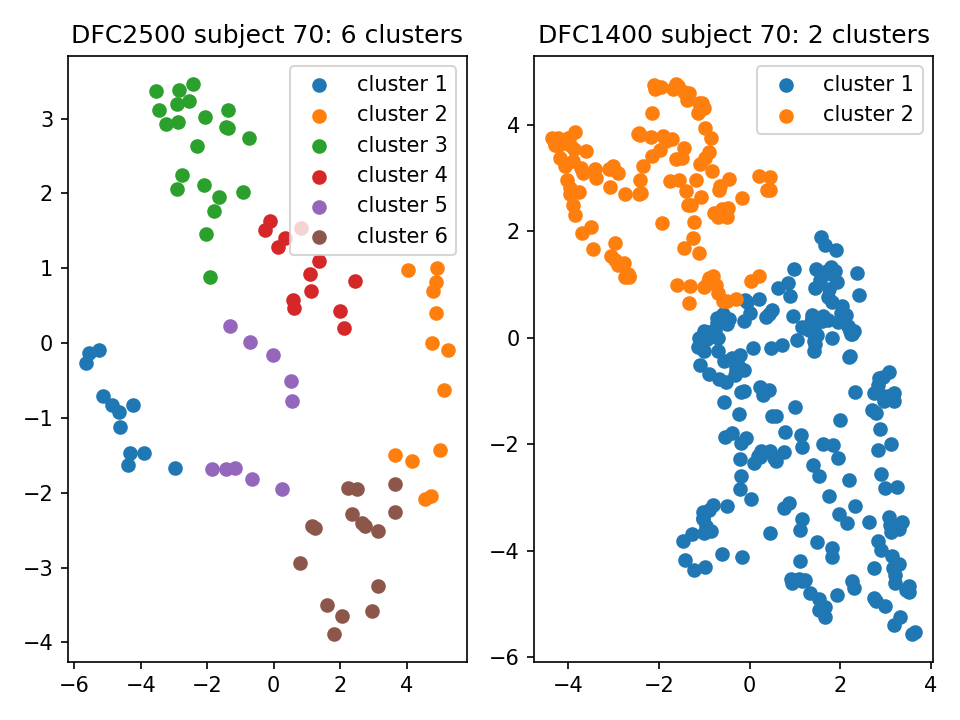 DFC2500 subject 70: 6 clusters
cluster 1
cluster 2
cluster 3
cluster 4
cluster 5
cluster 6
3
2
1
0
−1
−2
−3
−4
−6
−4
−2
0
2
4
DFC1400 subject 70: 2 clusters
cluster 1
cluster 2
4
2
0
−2
−4
−6
−4
−2
0
2
4